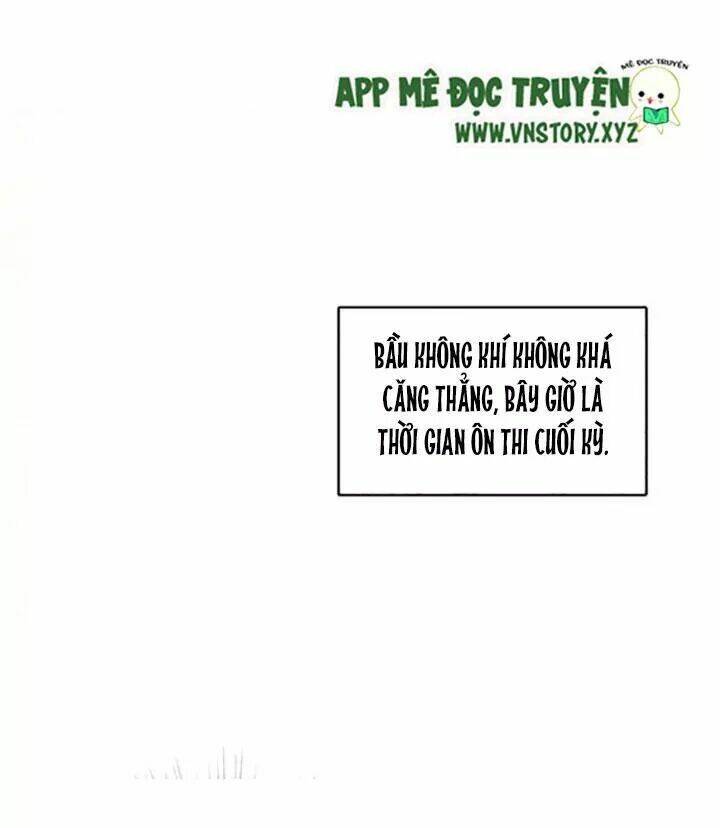 MÊ ĐỌC TRUYỆN
APP MÊ ĐỌC TRUYỆN
WWW.VNSTORY.XYZ
BẦU KHÔNG KHÍ KHÔNG KHÁ
CĂNG THẲNG, BÂY GIỜ LÀ
THỜI GIAN ÔN THI CUỐI KỲ.